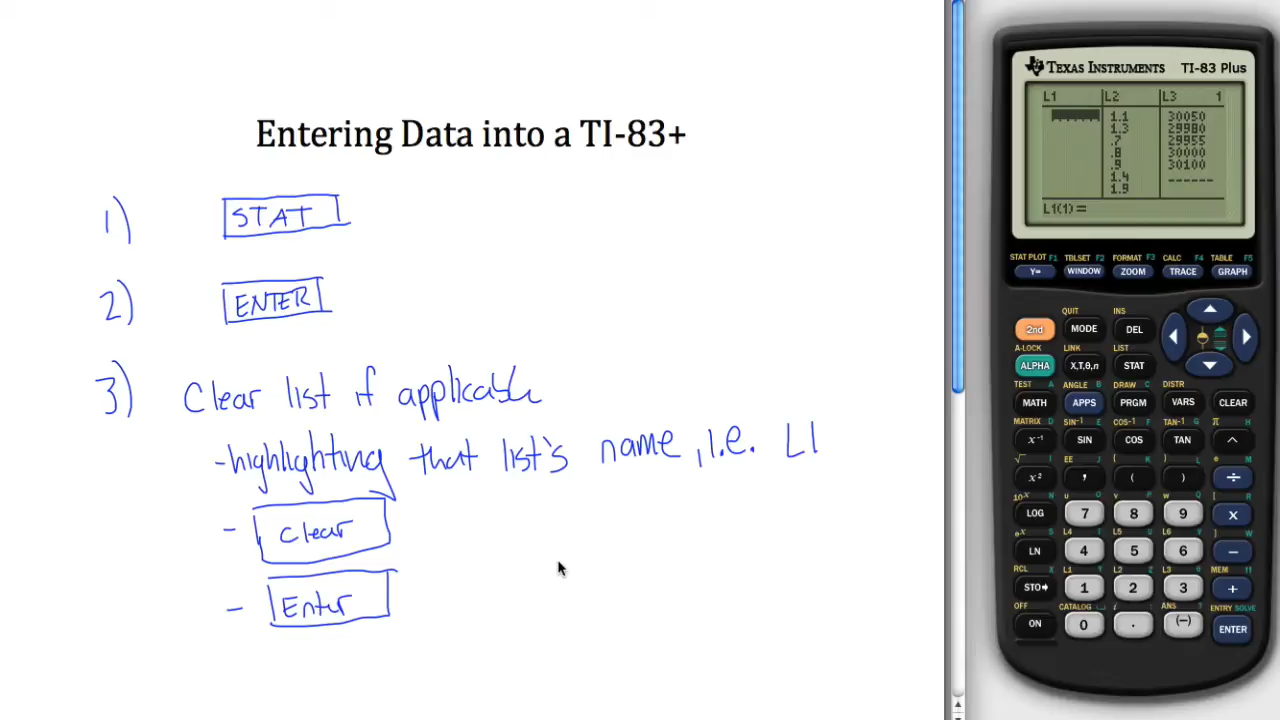 Entering Data into a TI-83+
1) STAT
2) ENTER
3) Clear list if applicable
-highlighting that list's name, i.e. L1
- Clear
- Enter
TEXAS INSTRUMENTS TI-83 Plus
L1 L2 L3 1
1.1 30050
1.3 29980
.7 29955
.8 30000
.9 30100
1.4 ------
1.9
L1(1)=
STAT PLOT F1 TBLSET F2 FORMAT F3 CALC F4 TABLE F5
Y= WINDOW ZOOM TRACE GRAPH
QUIT INS
2nd MODE DEL
A-LOCK LINK LIST
ALPHA X,T,θ,n STAT
TEST A ANGLE B DRAW C DISTR
MATH APPS PRGM VARS CLEAR
MATRIX D SIN⁻¹ E COS⁻¹ F TAN⁻¹ G π H
x⁻¹ SIN COS TAN ^
√ I EE J { K } L e M
x² , ( ) ÷
10ˣ N u O v P w Q [ R
LOG 7 8 9 X
eˣ S L4 T L5 U L6 V ] W
LN 4 5 6 −
RCL X L1 Y L2 Z L3 θ MEM "
STO➔ 1 2 3 +
OFF CATALOG i : ANS ? ENTRY SOLVE
ON 0 . (−) ENTER